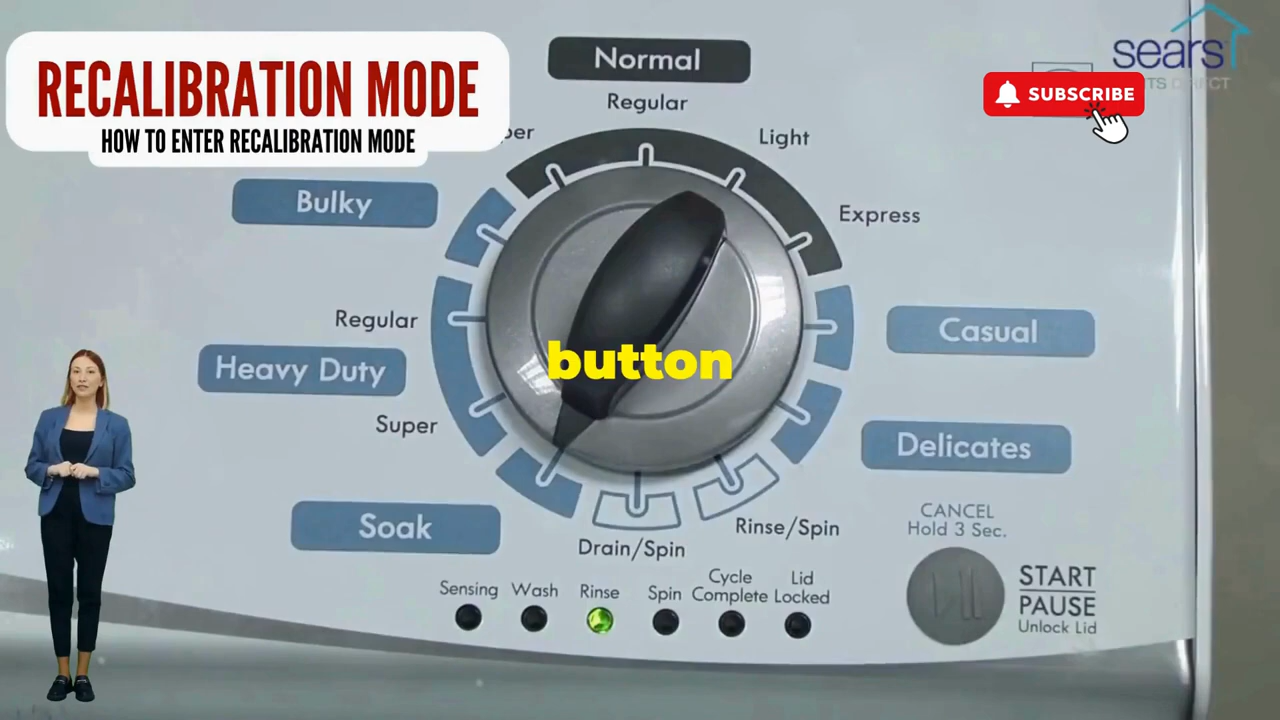 RECALIBRATION MODE
HOW TO ENTER RECALIBRATION MODE
sears
SUBSCRIBE
Normal
Regular
Light
Express
Bulky
Regular
Heavy Duty
Super
Casual
Delicates
button
Soak
Drain/Spin
Rinse/Spin
CANCEL
Hold 3 Sec.
Sensing
Wash
Rinse
Spin
Cycle
Complete
Lid
Locked
START
PAUSE
Unlock Lid